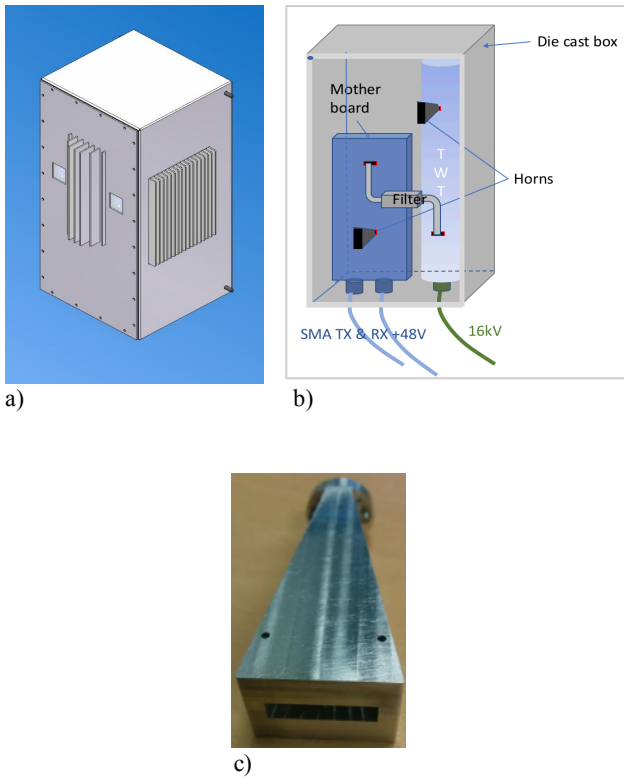 Die cast box
Mother
board
T
W
T
Horns
Filter
SMA TX & RX +48V
16kV
a)
b)
c)